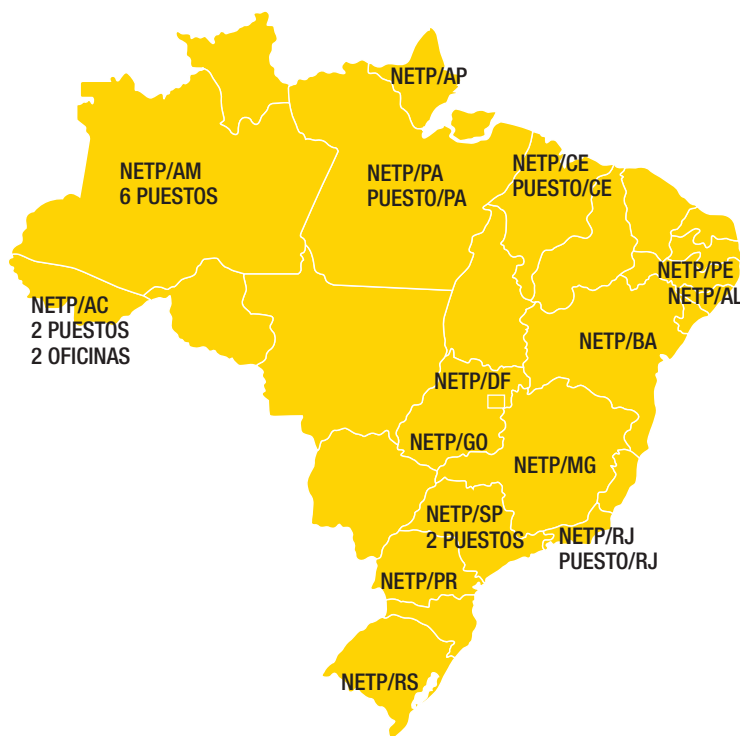 NETP/AP
NETP/AM
6 PUESTOS
NETP/PA
PUESTO/PA
NETP/CE
PUESTO/CE
NETP/PE
NETP/AL
NETP/AC
2 PUESTOS
2 OFICINAS
NETP/BA
NETP/DF
NETP/GO
NETP/MG
NETP/SP
2 PUESTOS
NETP/RJ
PUESTO/RJ
NETP/PR
NETP/RS